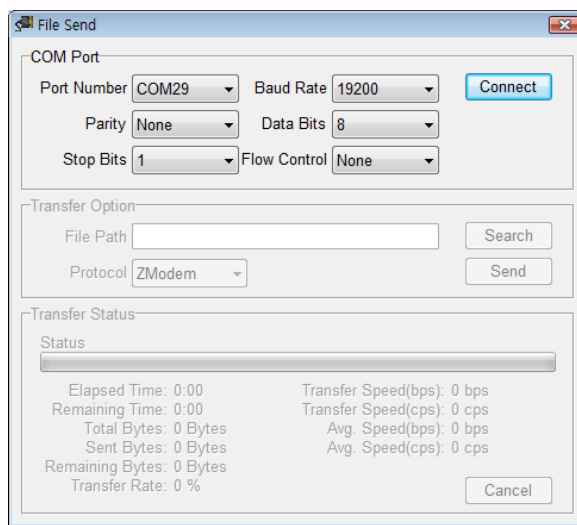 File Send
COM Port
Port Number COM29 Baud Rate 19200 Connect
Parity None Data Bits 8
Stop Bits 1 Flow Control None
Transfer Option
File Path Search
Protocol ZModem Send
Transfer Status
Status
Elapsed Time: 0:00 Transfer Speed(bps): 0 bps
Remaining Time: 0:00 Transfer Speed(cps): 0 cps
Total Bytes: 0 Bytes Avg. Speed(bps): 0 bps
Sent Bytes: 0 Bytes Avg. Speed(cps): 0 cps
Remaining Bytes: 0 Bytes
Transfer Rate: 0 %
Cancel